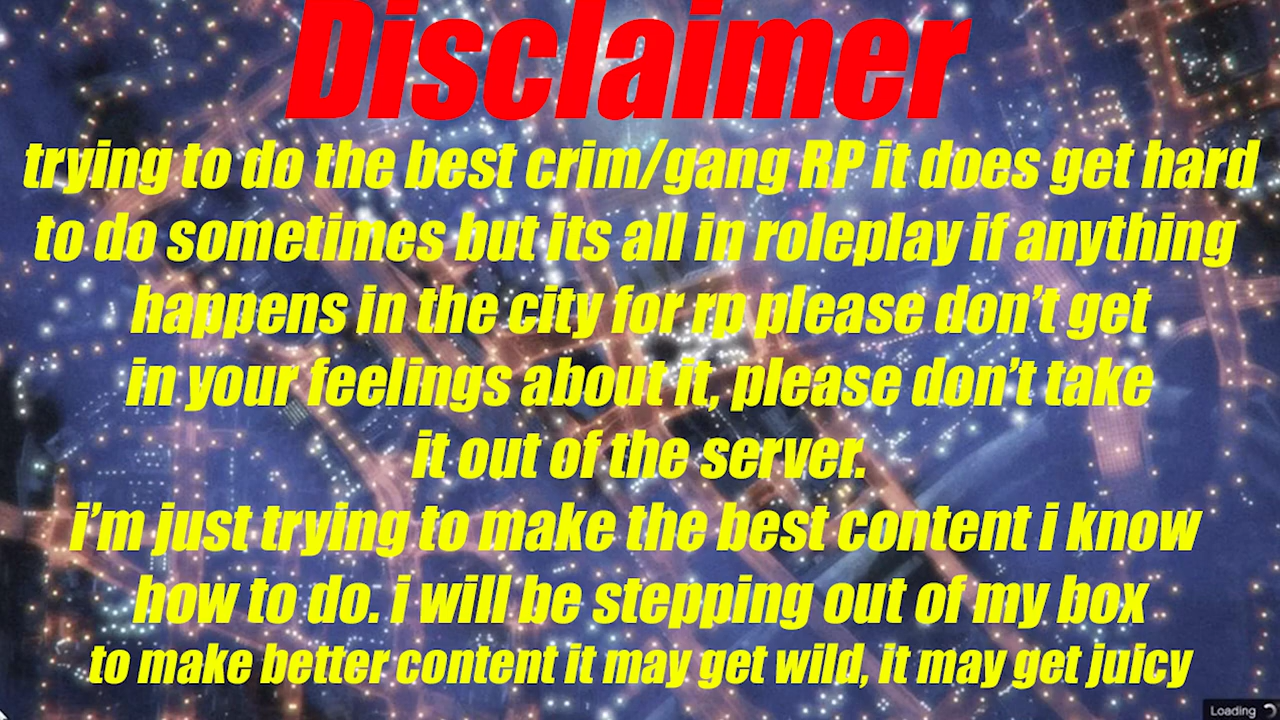 Disclaimer
trying to do the best crim/gang RP it does get hard
to do sometimes but its all in roleplay if anything
happens in the city for rp please don’t get
in your feelings about it, please don’t take
it out of the server.
i’m just trying to make the best content i know
how to do. i will be stepping out of my box
to make better content it may get wild, it may get juicy
Loading